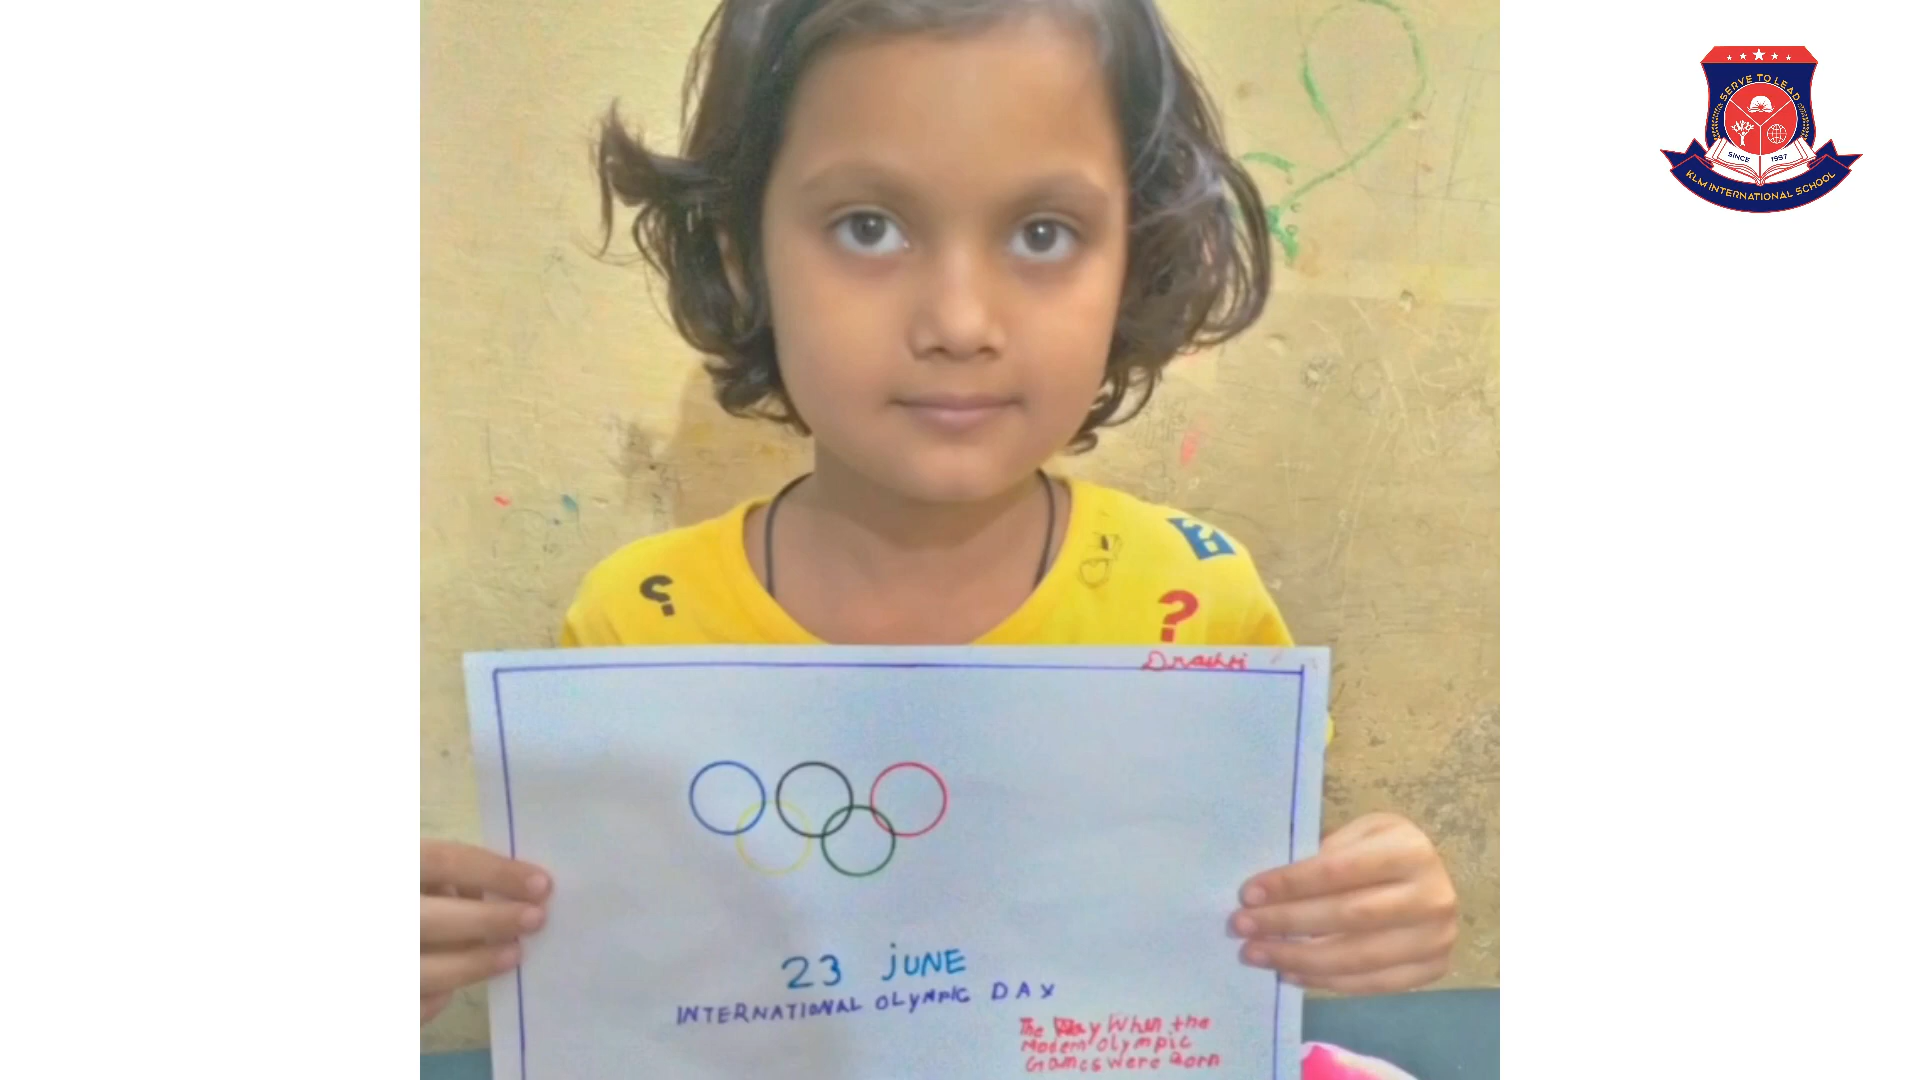 SERVE TO LEAD
SINCE 1997
KLM INTERNATIONAL SCHOOL
Drashti
23 JUNE
INTERNATIONAL OLYMPIC DAY
The Day When the
Modern Olympic
Games were Born